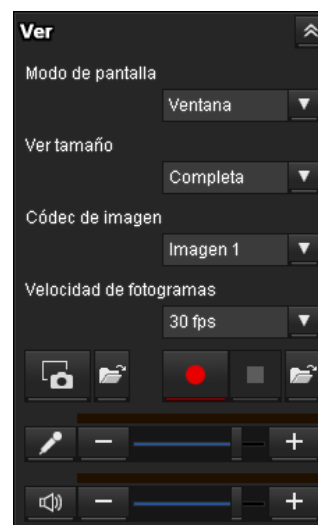 Ver
Modo de pantalla
Ventana
Ver tamaño
Completa
Códec de imagen
Imagen 1
Velocidad de fotogramas
30 fps